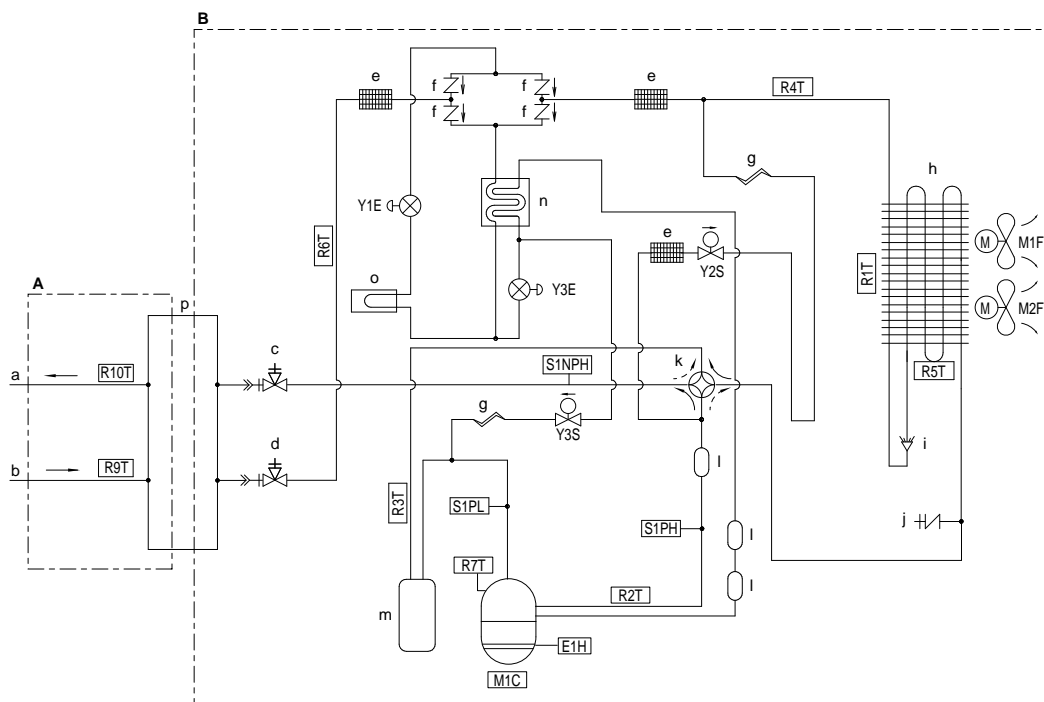 B
e
f
f
e
R4T
f
f
g
h
Y1E
n
R6T
e
Y2S
R1T
M
M1F
A
p
o
Y3E
M
M2F
c
S1NPH
k
a
R10T
R5T
g
Y3S
d
i
b
R9T
l
R3T
S1PL
S1PH
j
l
R7T
l
m
R2T
E1H
M1C